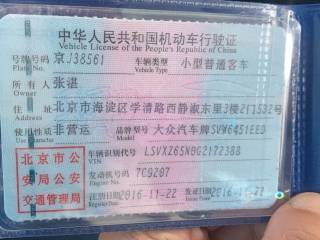 中华人民共和国机动车行驶证
Vehicle License of the People's Republic of China
号牌号码 京J38561 车辆类型 小型普通客车
Plate No. Vehicle Type
所有人 张湛
Owner
住址 北京市海淀区学清路西静淑东里3楼2门502号
Address
使用性质 非营运 品牌型号 大众汽车牌SVW6451EED
Use Character Model
北京市公安局公安交通管理局
车辆识别代号 LSVXZ65N0G2172388
VIN
发动机号码 7C9207
Engine No.
注册日期 2016-11-22 发证日期 2016-11-22
Register Date Issue Date